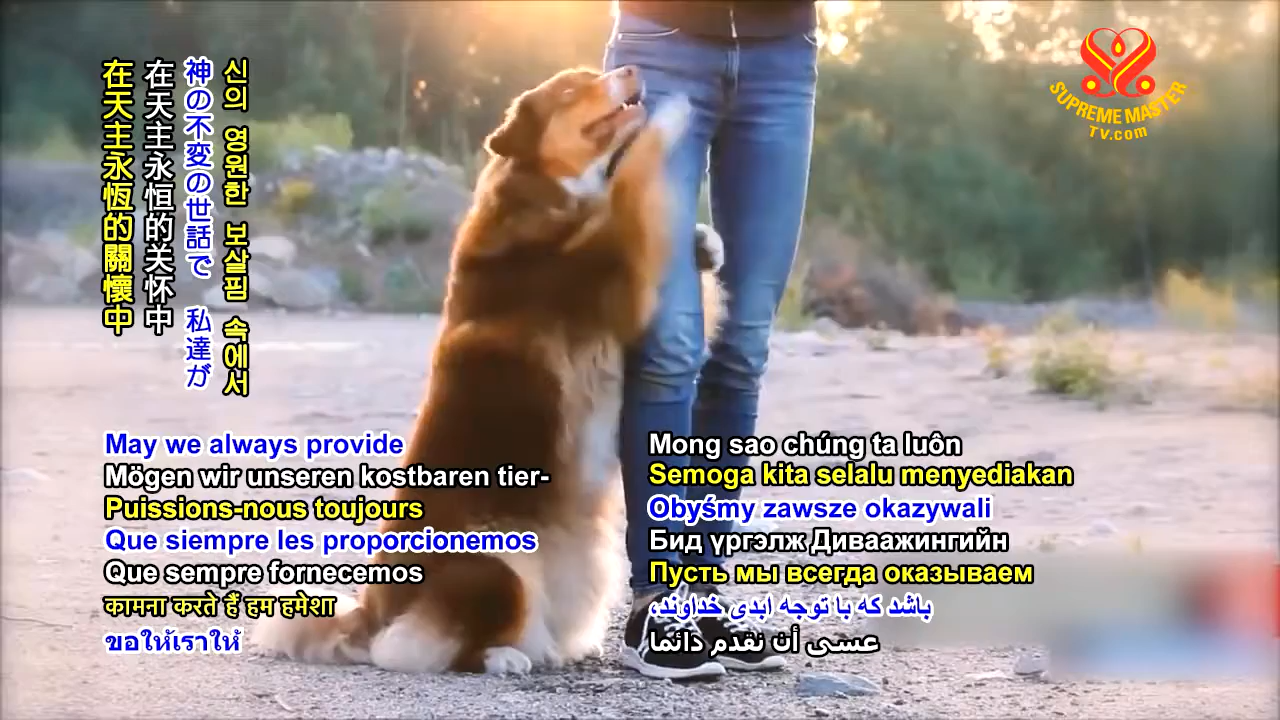 在天主永恆的關懷中
在天主永恒的关怀中
神の不変の世話で 私達が
신의 영원한 보살핌 속에서
SUPREME MASTER
TV.com
May we always provide
Mögen wir unseren kostbaren tier-
Puissions-nous toujours
Que siempre les proporcionemos
Que sempre fornecemos
कामना करते हैं हम हमेशा
ขอให้เราให้
Mong sao chúng ta luôn
Semoga kita selalu menyediakan
Obyśmy zawsze okazywali
Бид үргэлж Диваажингийн
Пусть мы всегда оказываем
باشد که با توجه ابدی خداوند،
عسى أن نقدم دائما